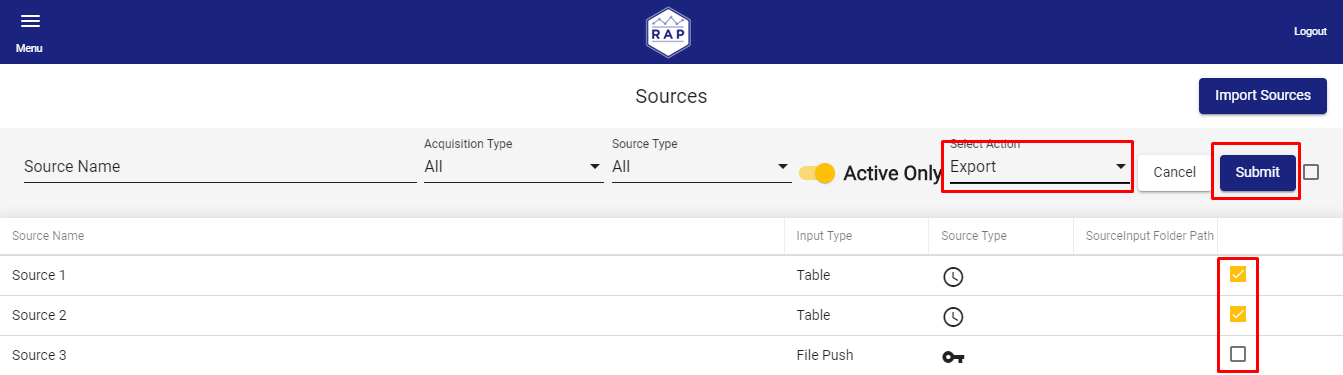 Menu
RAP
Logout
Sources
Import Sources
Source Name
Acquisition Type
All
Source Type
All
Active Only
Select Action
Export
Cancel
Submit
Source Name Input Type Source Type SourceInput Folder Path
Source 1 Table
Source 2 Table
Source 3 File Push